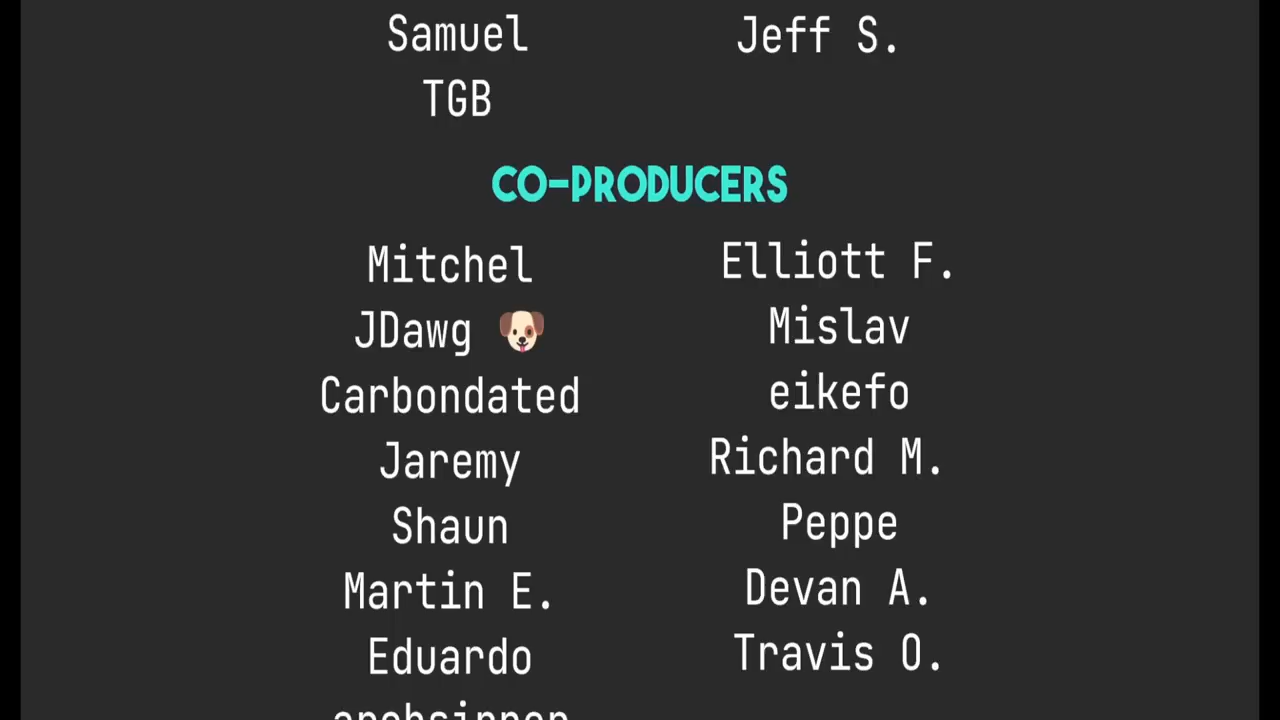 Samuel
TGB
Jeff S.
CO-PRODUCERS
Mitchel
JDawg 🐶
Carbondated
Jaremy
Shaun
Martin E.
Eduardo
Elliott F.
Mislav
eikefo
Richard M.
Peppe
Devan A.
Travis O.